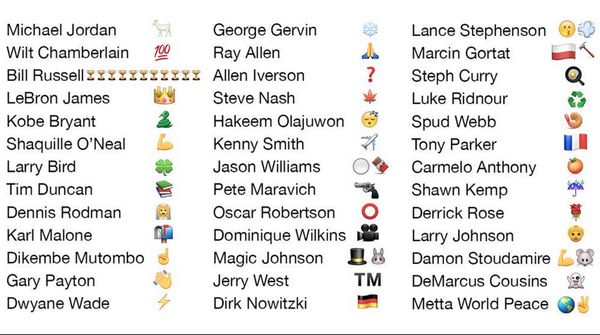 Michael Jordan 🐐
Wilt Chamberlain 💯
Bill Russell 🏆🏆🏆🏆🏆🏆🏆🏆🏆🏆🏆
LeBron James 👑
Kobe Bryant 🐍
Shaquille O’Neal 💪
Larry Bird 🍀
Tim Duncan 📚
Dennis Rodman 👰
Karl Malone 📬
Dikembe Mutombo ☝
Gary Payton 👋
Dwyane Wade ⚡
George Gervin ❄
Ray Allen 🙏
Allen Iverson ❓
Steve Nash 🍁
Hakeem Olajuwon 😴
Kenny Smith ✈
Jason Williams ⚪🍫
Pete Maravich 🔫
Oscar Robertson ⭕
Dominique Wilkins 🎥
Magic Johnson 🎩🐰
Jerry West ™
Dirk Nowitzki 🇩🇪
Lance Stephenson 😗💨
Marcin Gortat 🇵🇱🔨
Steph Curry 🍳
Luke Ridnour ♻
Spud Webb 🍤
Tony Parker 🇫🇷
Carmelo Anthony 🍊
Shawn Kemp ☔
Derrick Rose 🌹
Larry Johnson 👵
Damon Stoudamire 💪🐭
DeMarcus Cousins 👻
Metta World Peace 🌎✌